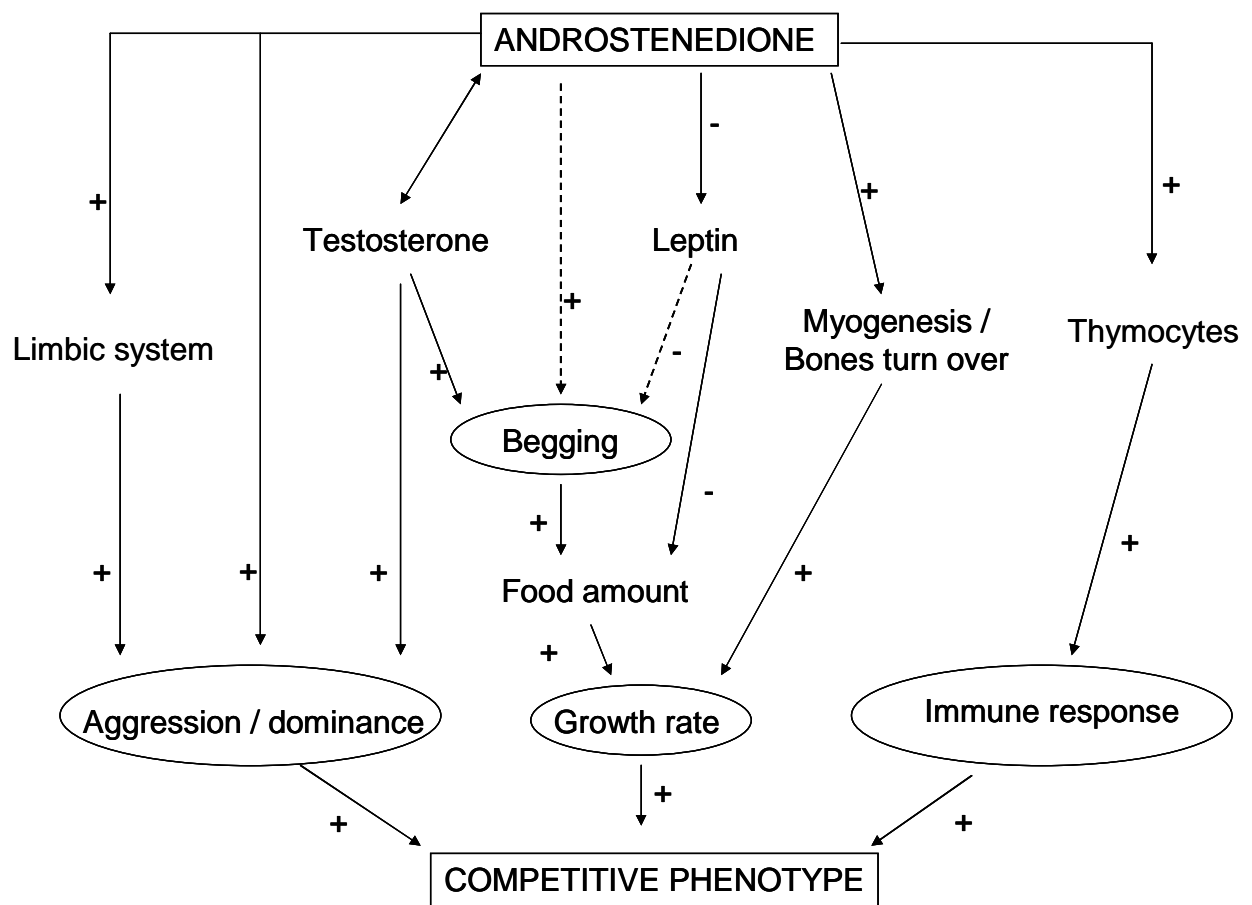 ANDROSTENEDIONE
-
+
+
+
Testosterone
Leptin
+
Limbic system
Myogenesis /
Bones turn over
Thymocytes
+
-
Begging
-
+
+
+
+
+
+
Food amount
+
Aggression / dominance
Growth rate
Immune response
+
+
+
COMPETITIVE PHENOTYPE